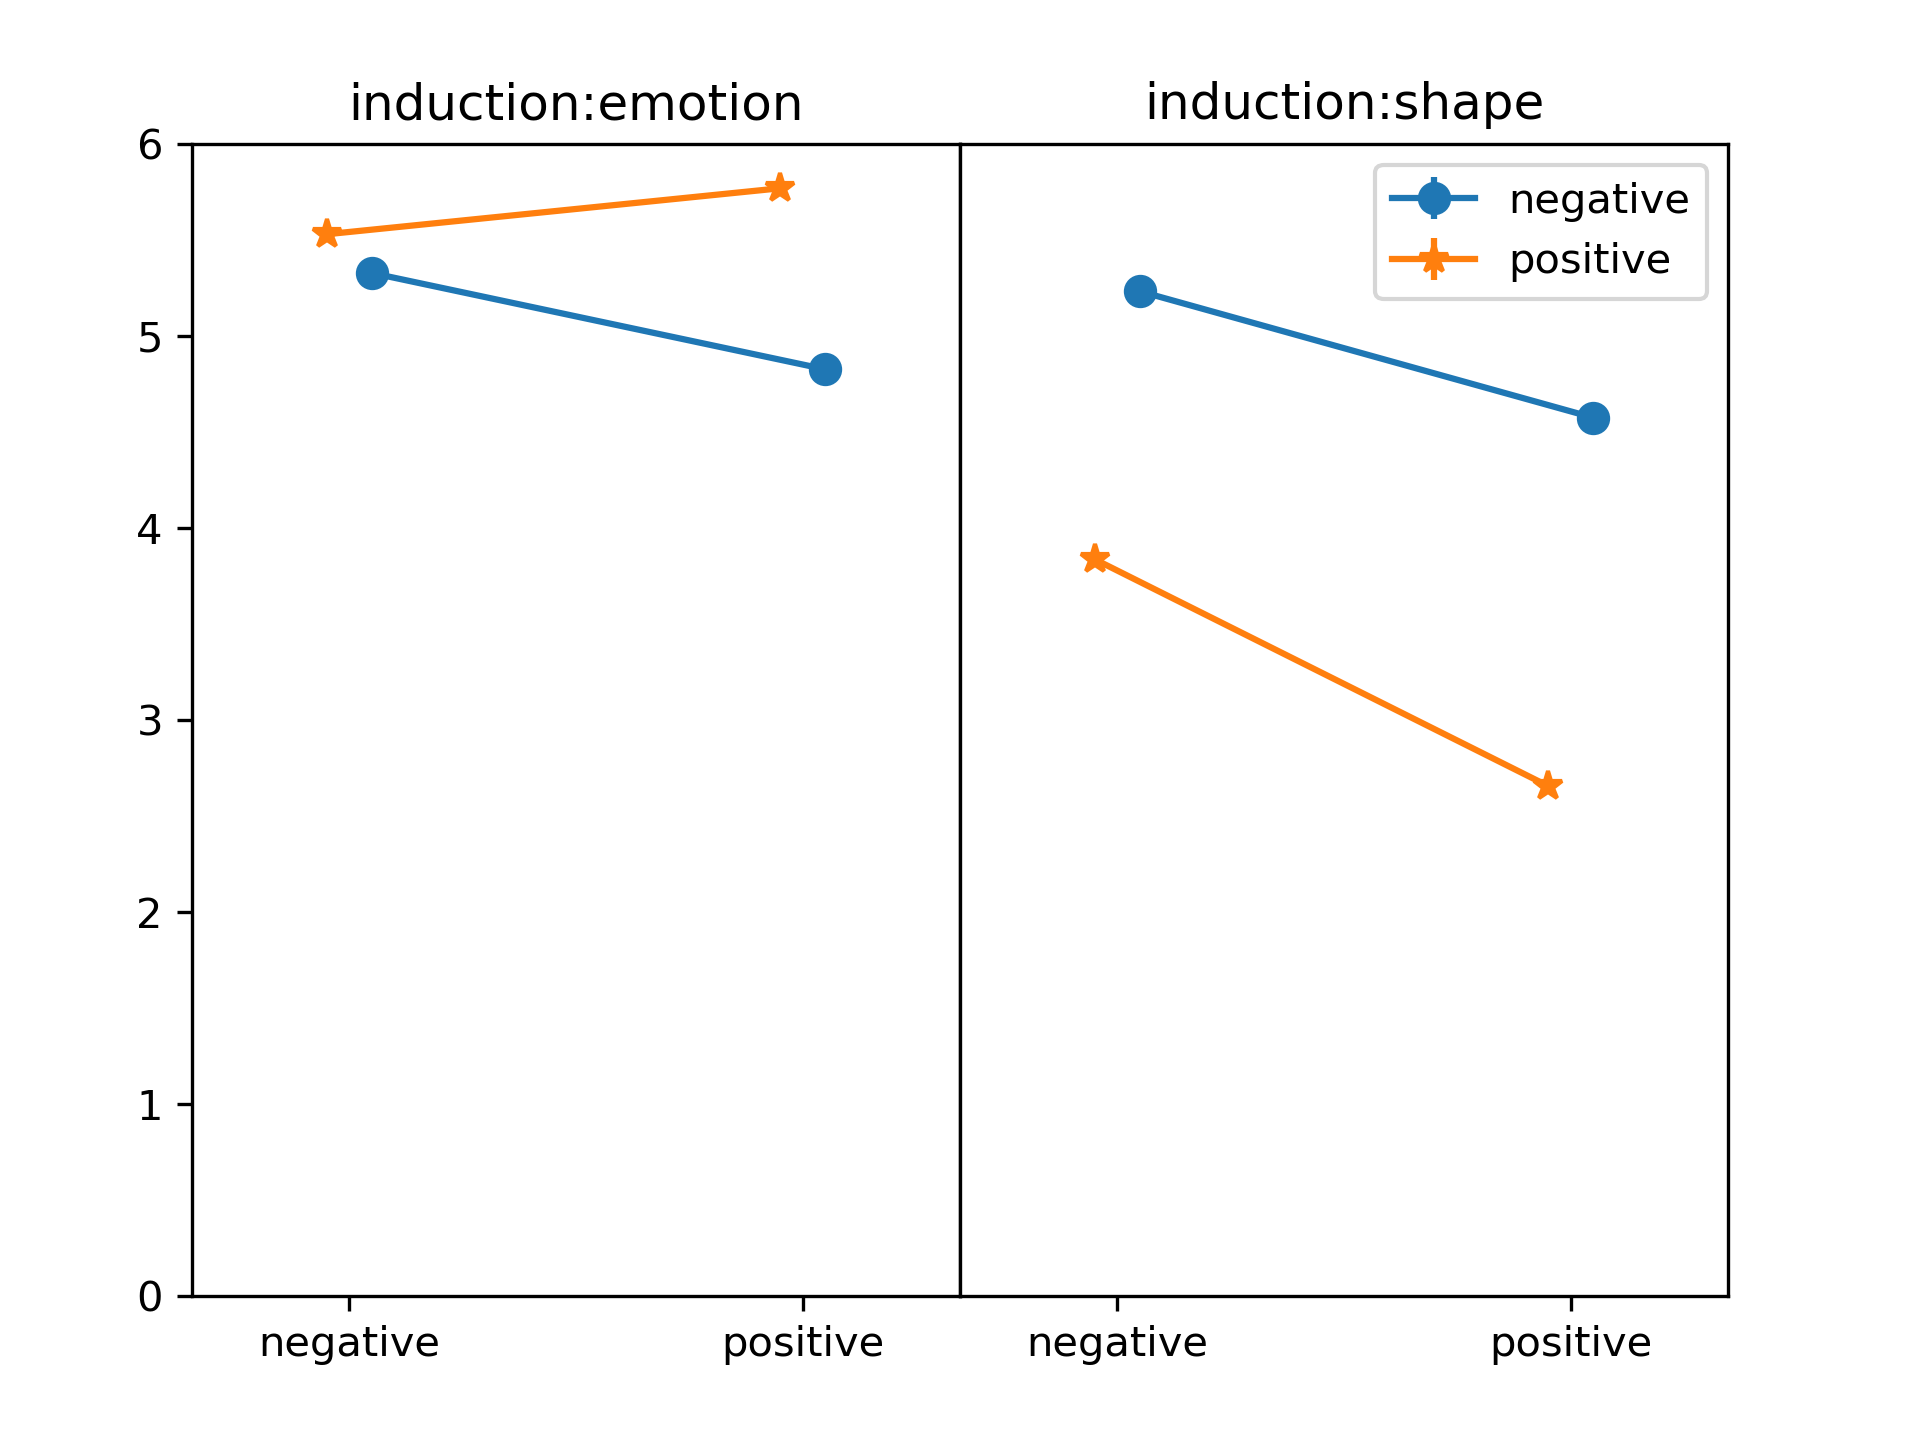 induction:emotion
induction:shape
6
5
4
3
2
1
0
negative
positive
negative
positive
negative
positive